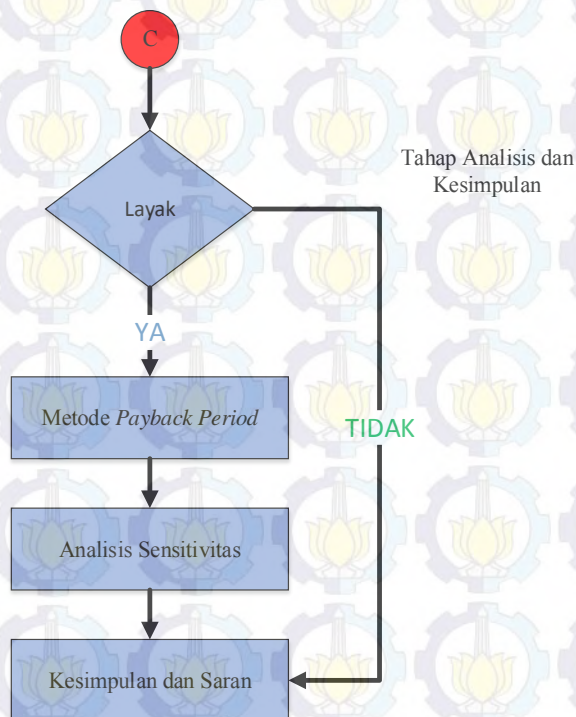 C
Tahap Analisis dan
Kesimpulan
Layak
YA
Metode Payback Period
TIDAK
Analisis Sensitivitas
Kesimpulan dan Saran